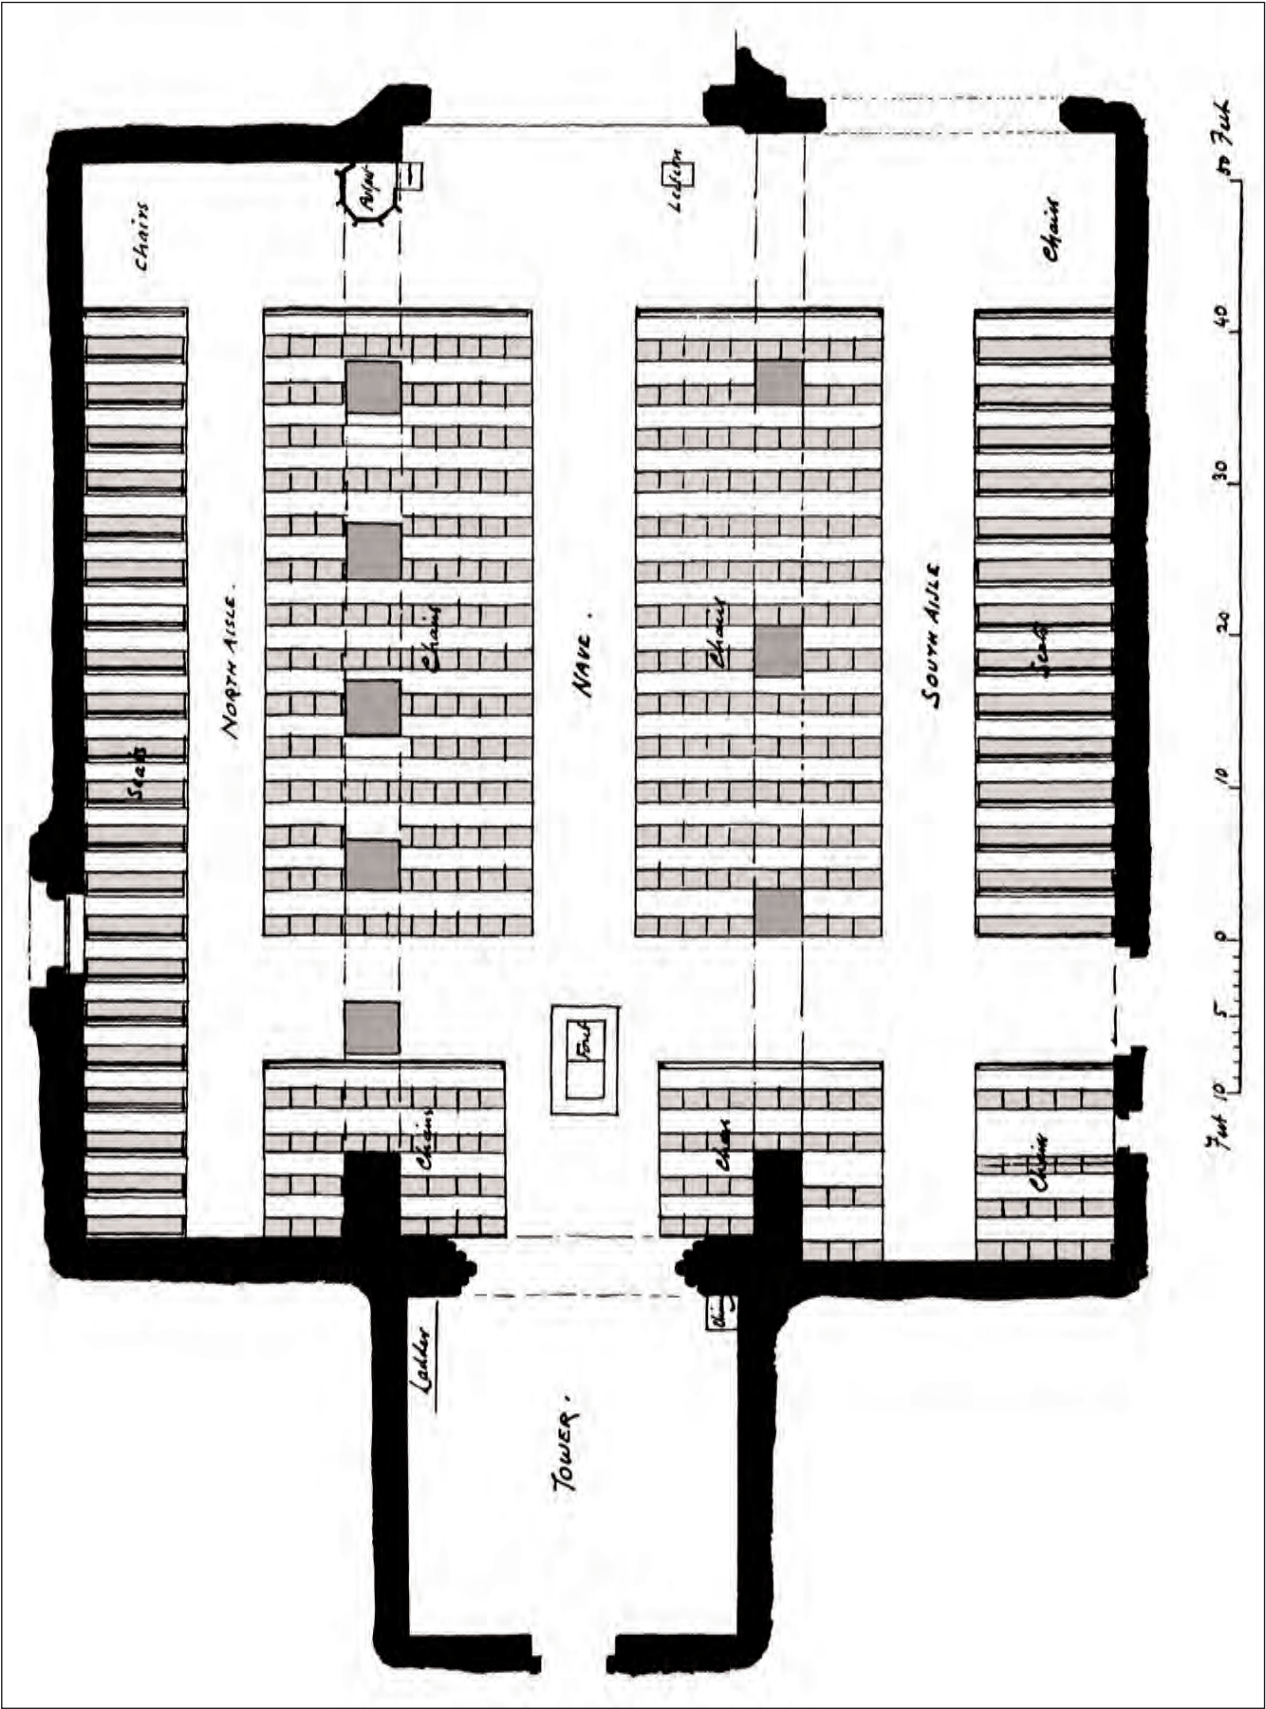 Chairs
Pulpit
Lectern
Chairs
50 Feet
40
30
20
10
0
5
10
Feet
NORTH AISLE.
Chairs
NAVE.
Chairs
SOUTH AISLE.
Seats
Seats
Font
Chairs
Chairs
Chairs
Ladder
TOWER.